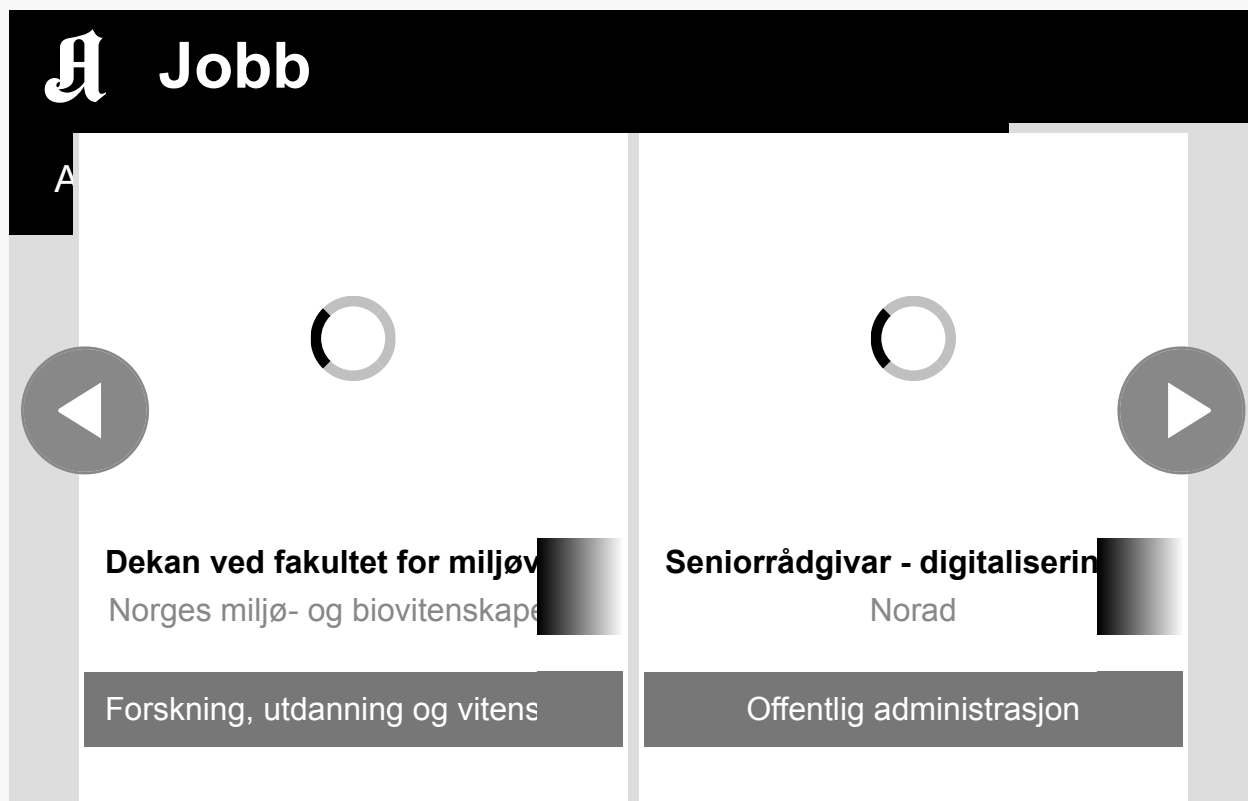 A Jobb
A
Dekan ved fakultet for miljøv
Norges miljø- og biovitenskape
Forskning, utdanning og vitens
Seniorrådgivar - digitaliserin
Norad
Offentlig administrasjon